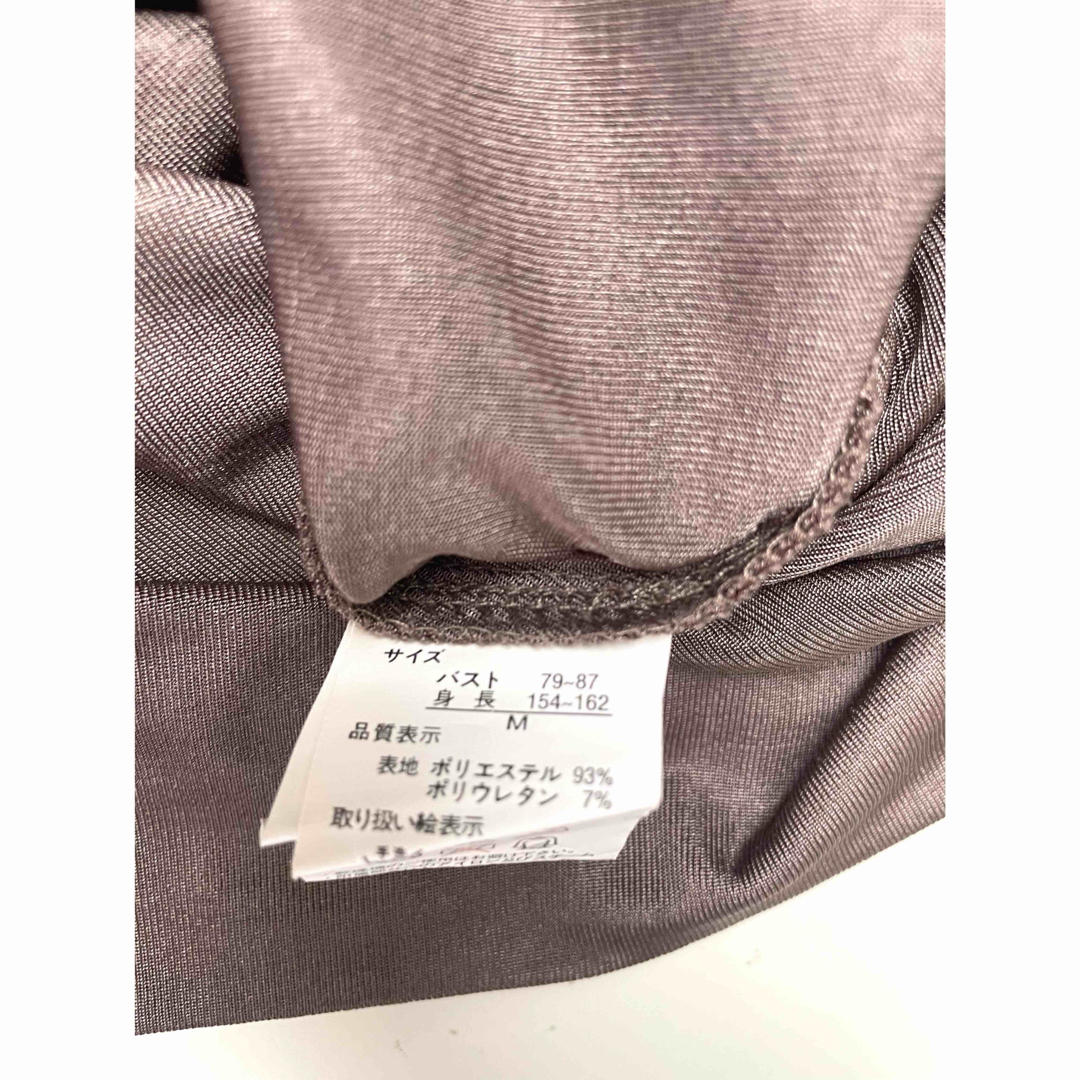 サイズ
バスト 79~87
身長 154~162
M
品質表示
表地 ポリエステル 93%
ポリウレタン 7%
取り扱い絵表示